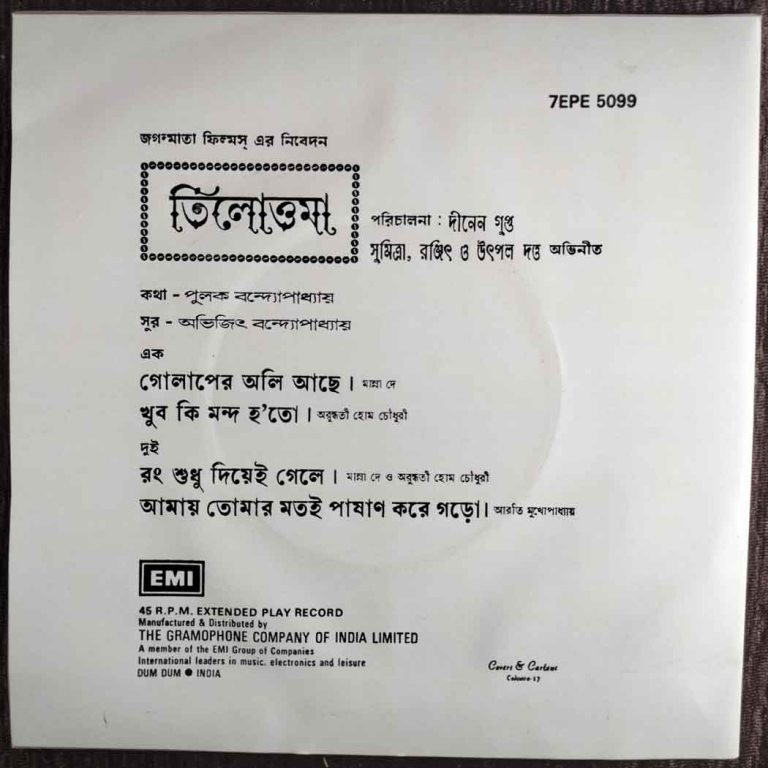 7EPE 5099
জগন্মাতা ফিল্মস্ এর নিবেদন
তিলোত্তমা
পরিচালনা : দীনেন গুপ্ত
সুমিত্রা, রঞ্জিৎ ও উৎপল দত্ত অভিনীত
কথা - পুলক বন্দ্যোপাধ্যায়
সুর - অভিজিৎ বন্দ্যোপাধ্যায়
এক
গোলাপের অলি আছে । মান্না দে
খুব কি মন্দ হ'তো । অরুন্ধতী হোম চৌধুরী
দুই
রং শুধু দিয়েই গেলে । মান্না দে ও অরুন্ধতী হোম চৌধুরী
আমায় তোমার মতই পাষাণ করে গড়ো। আরতি মুখোপাধ্যায়
EMI
45 R.P.M. EXTENDED PLAY RECORD
Manufactured & Distributed by
THE GRAMOPHONE COMPANY OF INDIA LIMITED
A member of the EMI Group of Companies
International leaders in music. electronics and leisure
DUM DUM ● INDIA
Covers & Cartons